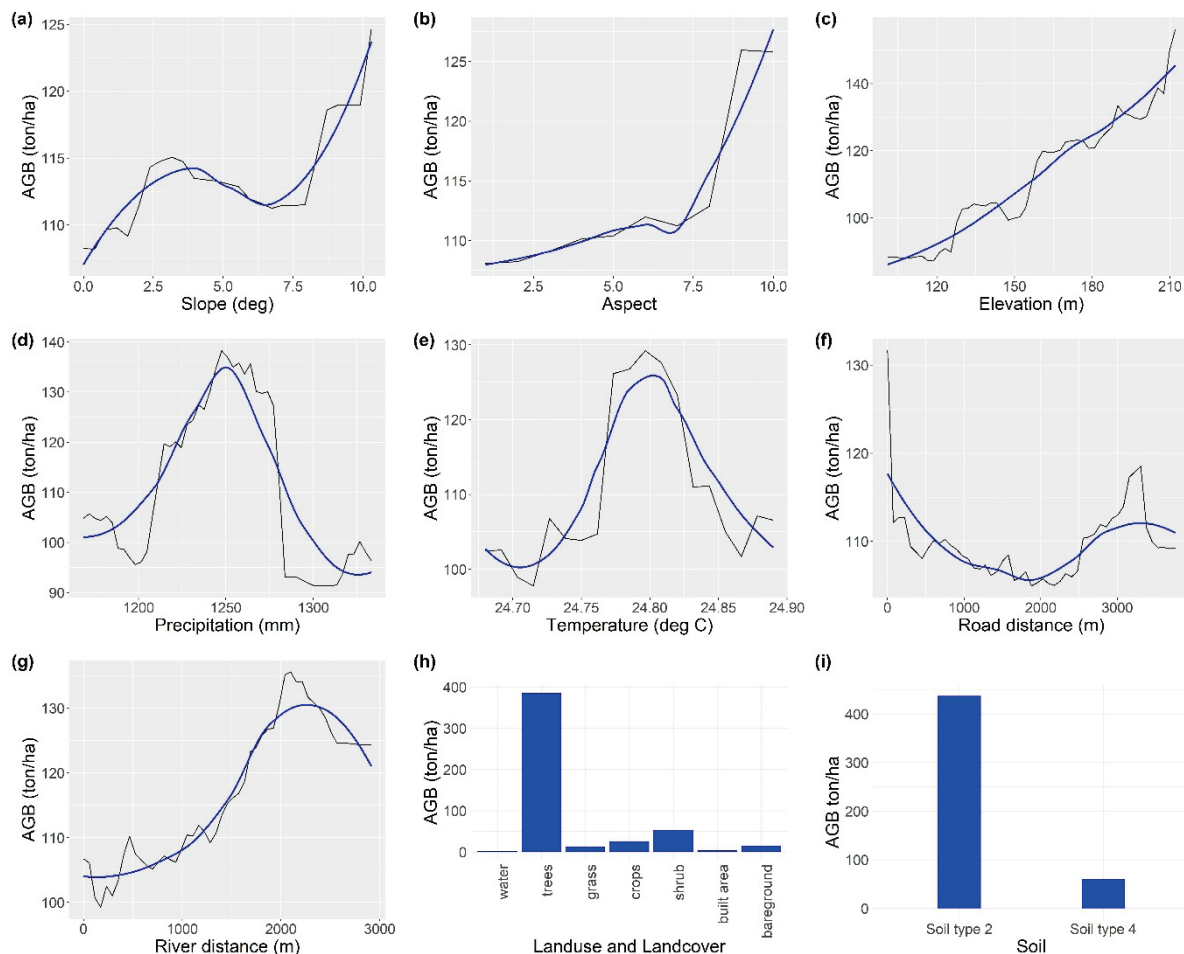 (a)
AGB (ton/ha)
125
120
115
110
0.0 2.5 5.0 7.5 10.0
Slope (deg)
(b)
AGB (ton/ha)
125
120
115
110
2.5 5.0 7.5 10.0
Aspect
(c)
AGB (ton/ha)
140
120
100
120 150 180 210
Elevation (m)
(d)
AGB (ton/ha)
140
130
120
110
100
90
1200 1250 1300
Precipitation (mm)
(e)
AGB (ton/ha)
130
120
110
100
24.70 24.75 24.80 24.85 24.90
Temperature (deg C)
(f)
AGB (ton/ha)
130
120
110
0 1000 2000 3000
Road distance (m)
(g)
AGB (ton/ha)
130
120
110
100
0 1000 2000 3000
River distance (m)
(h)
AGB (ton/ha)
400
300
200
100
0
water trees grass crops shrub built area bareground
Landuse and Landcover
(i)
AGB ton/ha
400
300
200
100
0
Soil type 2 Soil type 4
Soil